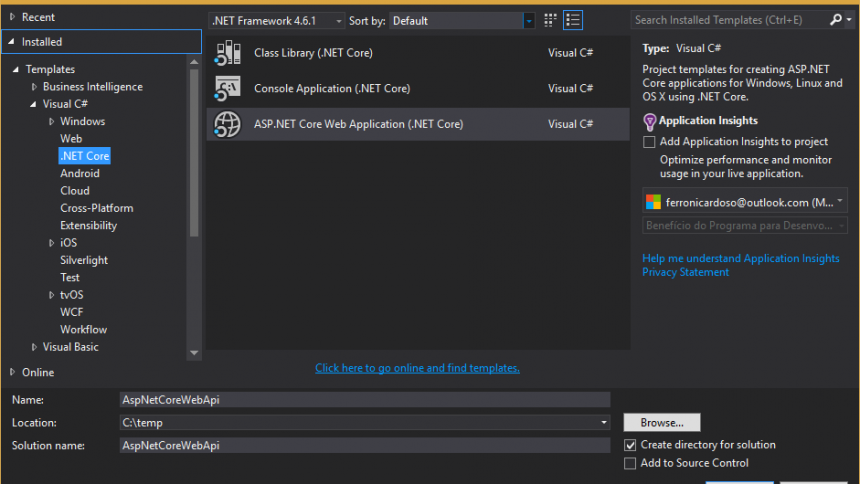 Recent
.NET Framework 4.6.1
Sort by: Default
Search Installed Templates (Ctrl+E)
Installed
Templates
Business Intelligence
Visual C#
Windows
Web
.NET Core
Android
Cloud
Cross-Platform
Extensibility
iOS
Silverlight
Test
tvOS
WCF
Workflow
Visual Basic
Online
Class Library (.NET Core) Visual C#
Console Application (.NET Core) Visual C#
ASP.NET Core Web Application (.NET Core) Visual C#
Click here to go online and find templates.
Type: Visual C#
Project templates for creating ASP.NET
Core applications for Windows, Linux and
OS X using .NET Core.
Application Insights
Add Application Insights to project
Optimize performance and monitor
usage in your live application.
ferronicardoso@outlook.com (M...
Benefício do Programa para Desenvo...
Help me understand Application Insights
Privacy Statement
Name: AspNetCoreWebApi
Location: C:\temp
Browse...
Solution name: AspNetCoreWebApi
Create directory for solution
Add to Source Control